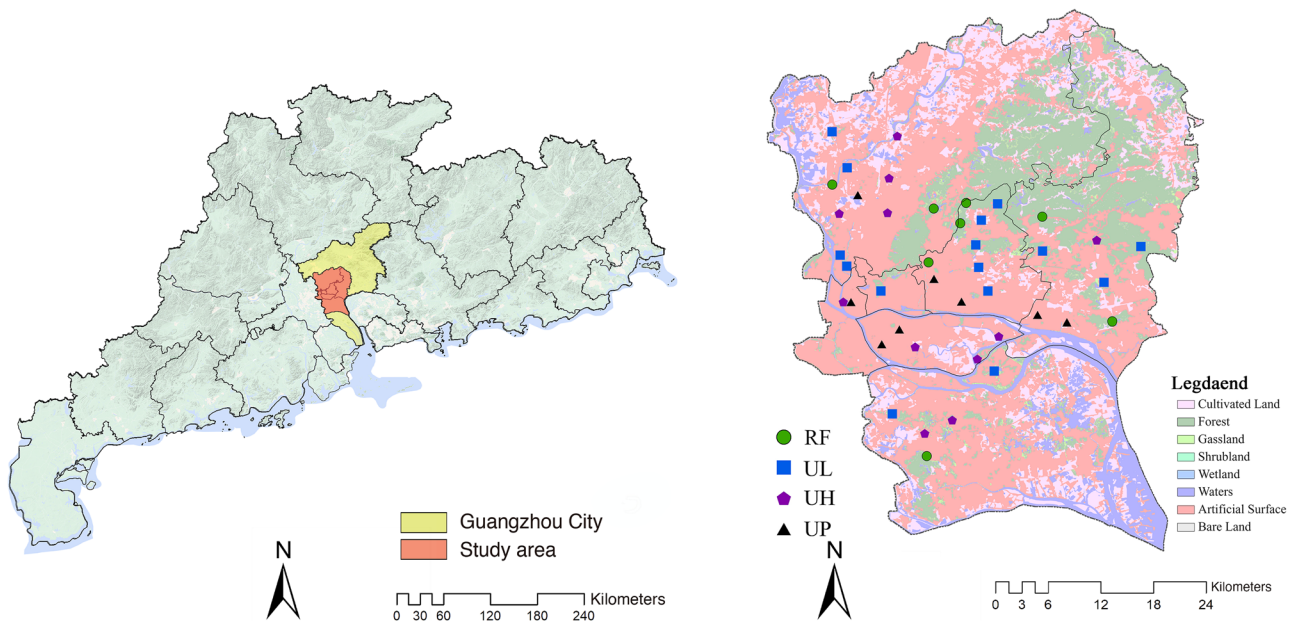 Guangzhou City
Study area
N
Kilometers
0 30 60 120 180 240
RF
UL
UH
UP
N
Legdaend
Cultivated Land
Forest
Gassland
Shrubland
Wetland
Waters
Artificial Surface
Bare Land
Kilometers
0 3 6 12 18 24